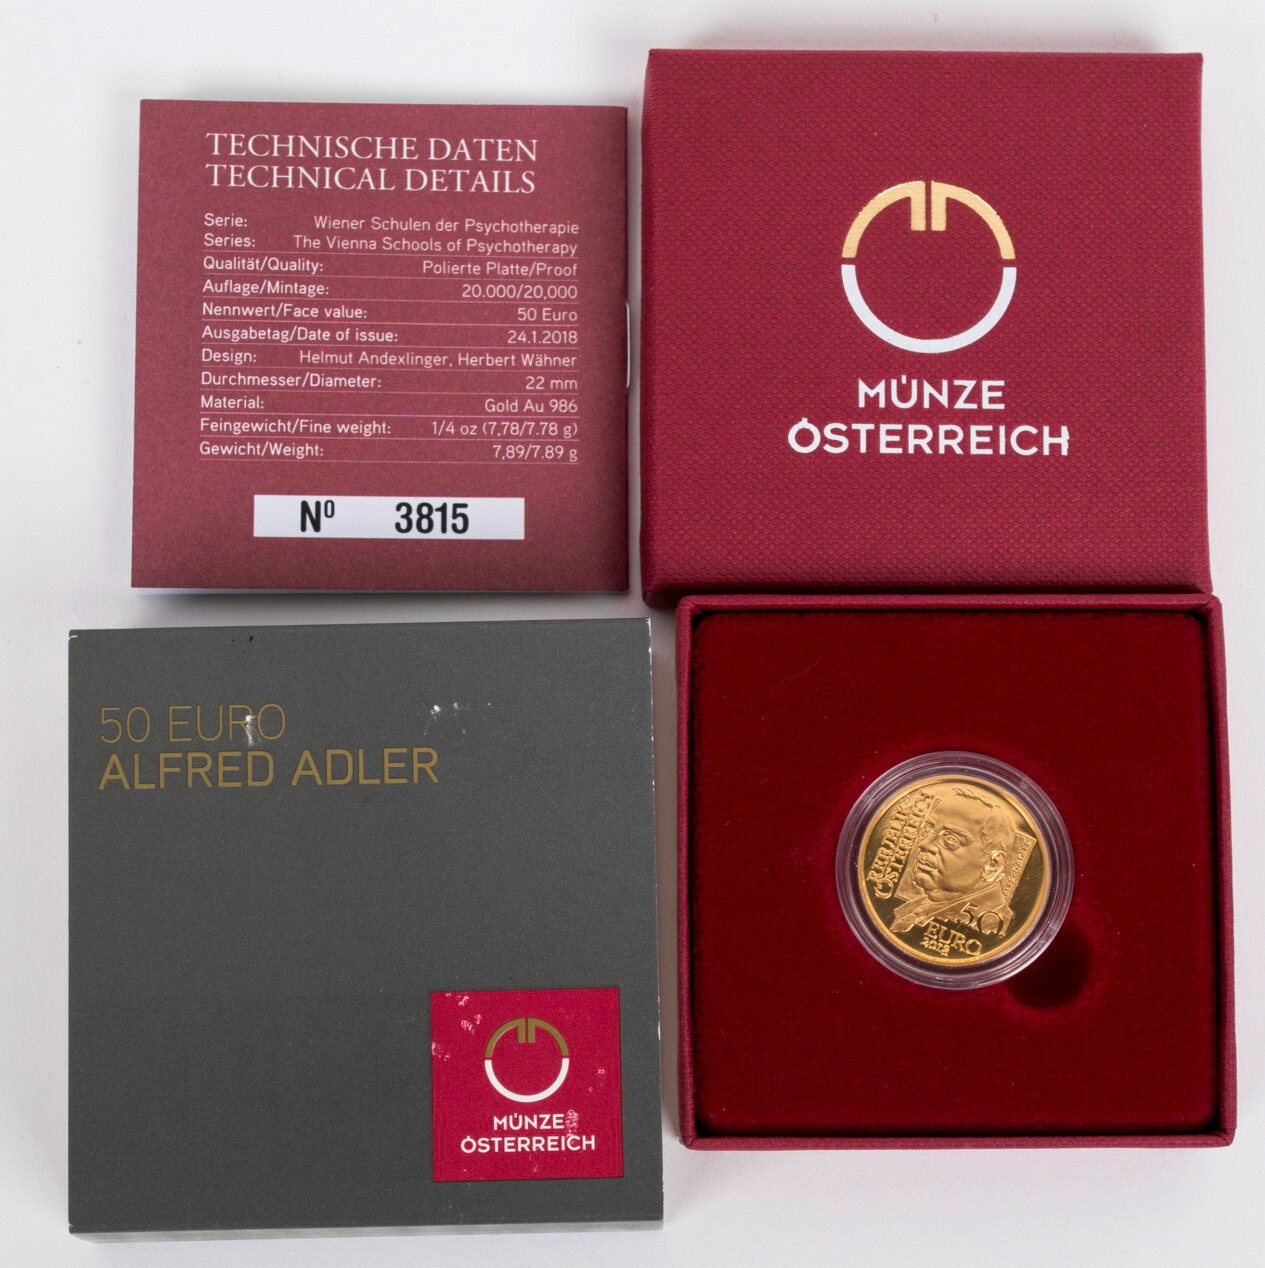 TECHNISCHE DATEN
TECHNICAL DETAILS
Serie: Wiener Schulen der Psychotherapie
Series: The Vienna Schools of Psychotherapy
Qualität/Quality: Polierte Platte/Proof
Auflage/Mintage: 20.000/20,000
Nennwert/Face value: 50 Euro
Ausgabetag/Date of issue: 24.1.2018
Design: Helmut Andexlinger, Herbert Wähner
Durchmesser/Diameter: 22 mm
Material: Gold Au 986
Feingewicht/Fine weight: 1/4 oz (7,78/7.78 g)
Gewicht/Weight: 7,89/7.89 g
Nº 3815
MÜNZE
ÖSTERREICH
50 EURO
ALFRED ADLER
MÜNZE
ÖSTERREICH
REPUBLIK
ÖSTERREICH
50
EURO
2018